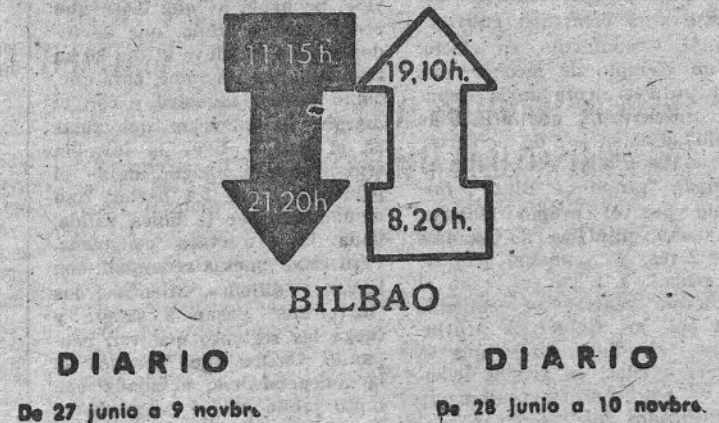 11,15h. 19,10h.
21,20h. 8,20h.
BILBAO
DIARIO DIARIO
De 27 junio a 9 novbre. De 28 junio a 10 novbre.